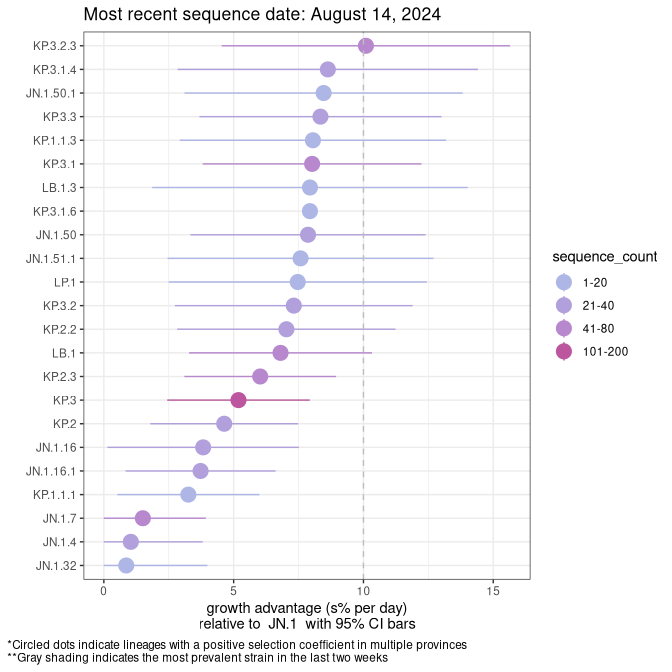 Most recent sequence date: August 14, 2024
KP.3.2.3
KP.3.1.4
JN.1.50.1
KP.3.3
KP.1.1.3
KP.3.1
LB.1.3
KP.3.1.6
JN.1.50
JN.1.51.1
LP.1
KP.3.2
KP.2.2
LB.1
KP.2.3
KP.3
KP.2
JN.1.16
JN.1.16.1
KP.1.1.1
JN.1.7
JN.1.4
JN.1.32
0 5 10 15
growth advantage (s% per day)
relative to JN.1 with 95% CI bars
sequence_count
1-20
21-40
41-80
101-200
*Circled dots indicate lineages with a positive selection coefficient in multiple provinces
**Gray shading indicates the most prevalent strain in the last two weeks